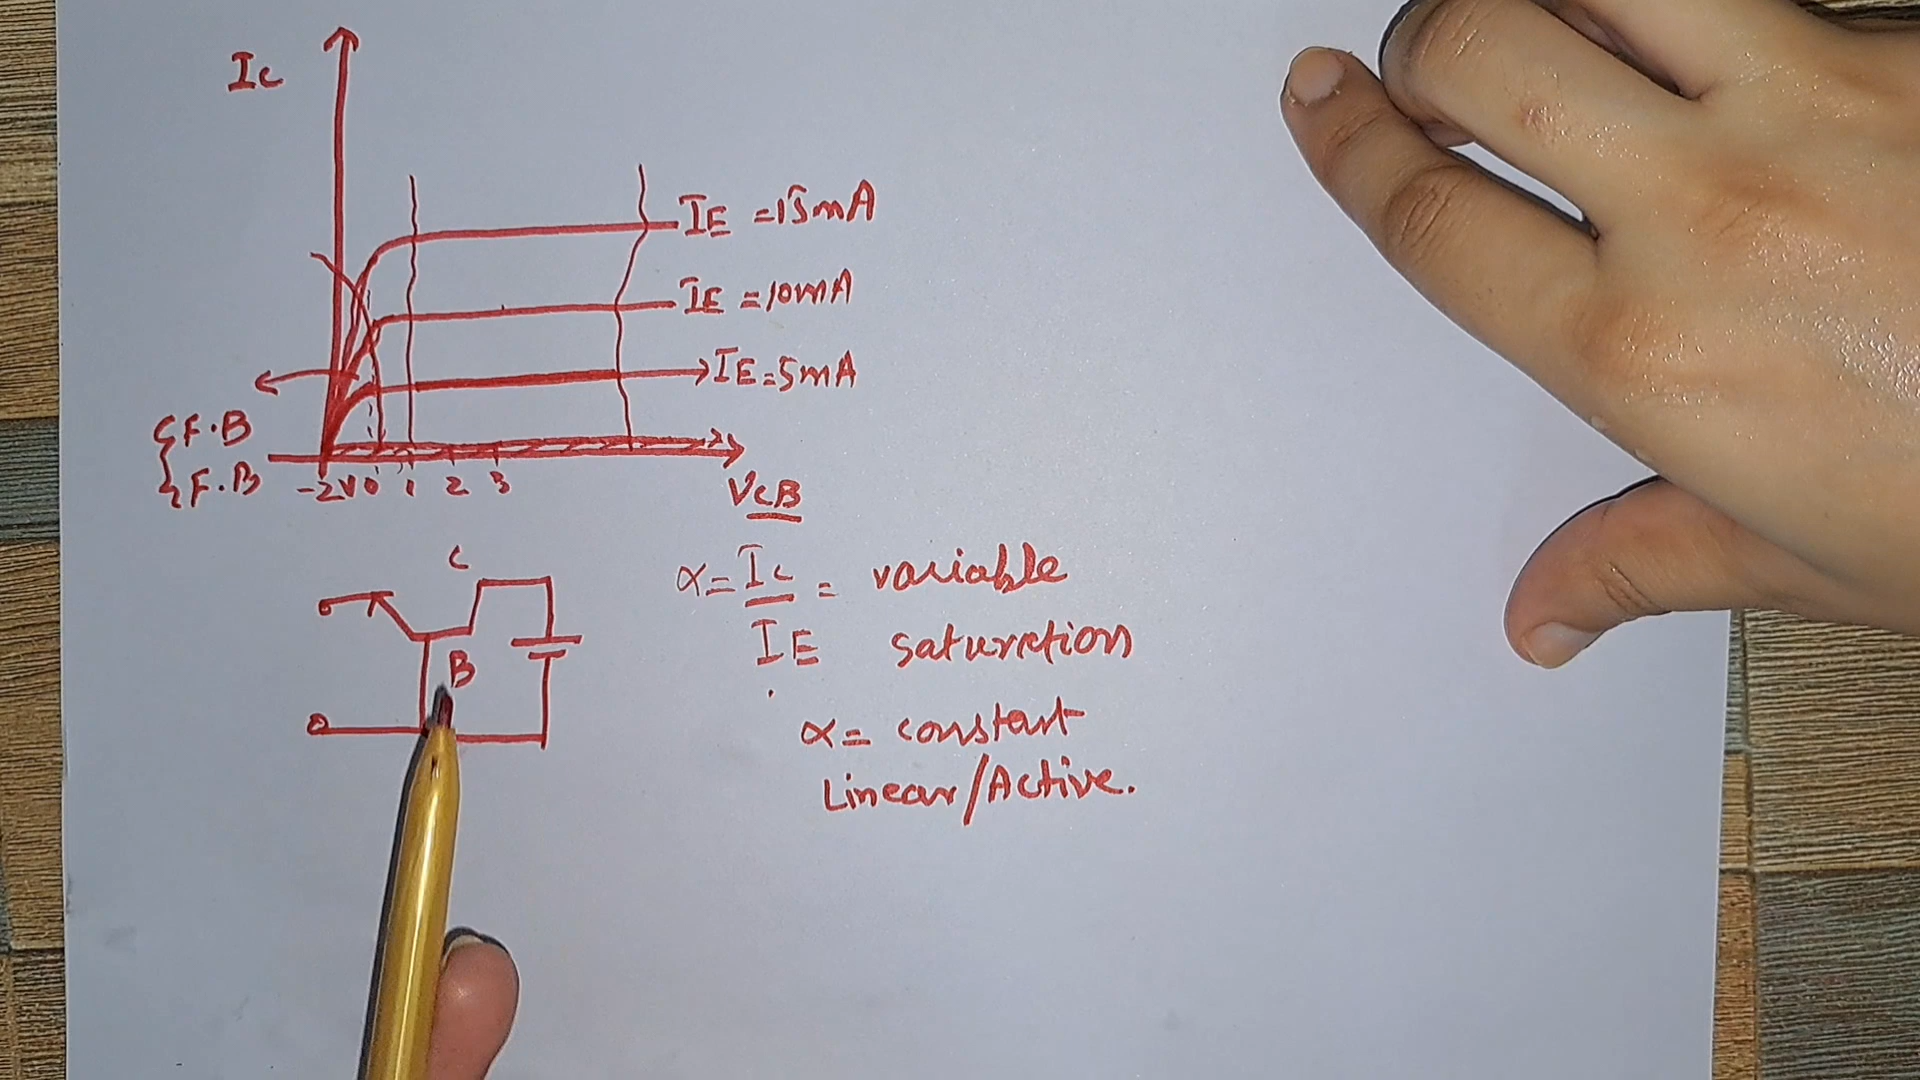 Ic
IE = 15mA
IE = 10mA
IE = 5mA
F.B
F.B
-2V 0 1 2 3
VCB
C
B
α = Ic = variable
IE saturetion
α = constant
Linear/Active.